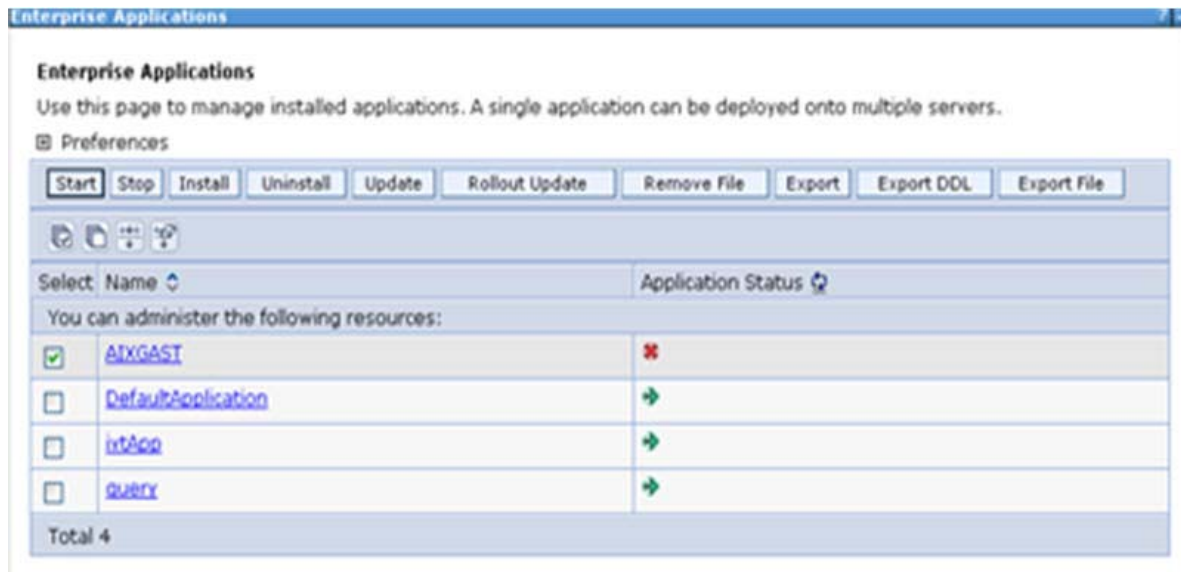 Enterprise Applications
Enterprise Applications
Use this page to manage installed applications. A single application can be deployed onto multiple servers.
Preferences
Start Stop Install Uninstall Update Rollout Update Remove File Export Export DDL Export File
Select Name Application Status
You can administer the following resources:
AIXGAST
DefaultApplication
ixtApp
query
Total 4